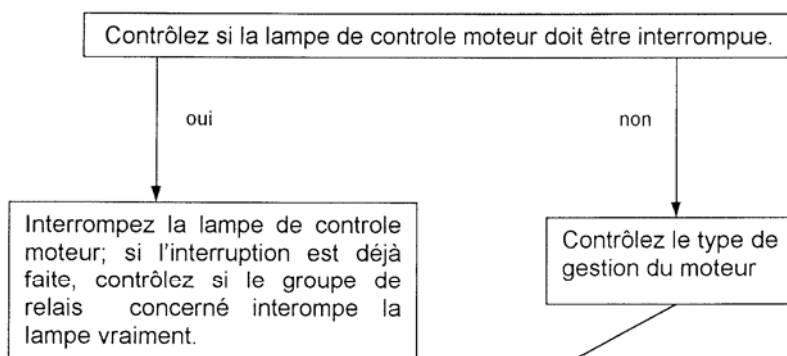 Contrôlez si la lampe de controle moteur doit être interrompue.
oui
non
Interrompez la lampe de controle
moteur; si l'interruption est déjà
faite, contrôlez si le groupe de
relais concerné interompe la
lampe vraiment.
Contrôlez le type de
gestion du moteur